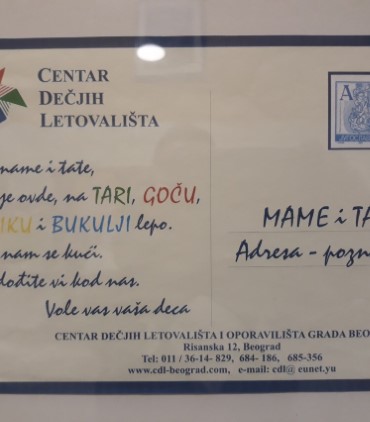 CENTAR
DEČJIH
LETOVALIŠTA
A
mame i tate,
je ovde, na TARI, GOČU,
IKU i BUKULJI lepo.
nam se kući.
dođite vi kod nas.
Vole vas vaša deca
MAME i TA
Adresa - pozn
CENTAR DEČJIH LETOVALIŠTA I OPORAVILIŠTA GRADA BEO
Risanska 12, Beograd
Tel: 011 / 36-14- 829, 684- 186, 685-356
www.cdl-beograd.com, e-mail: cdl@ eunet.yu